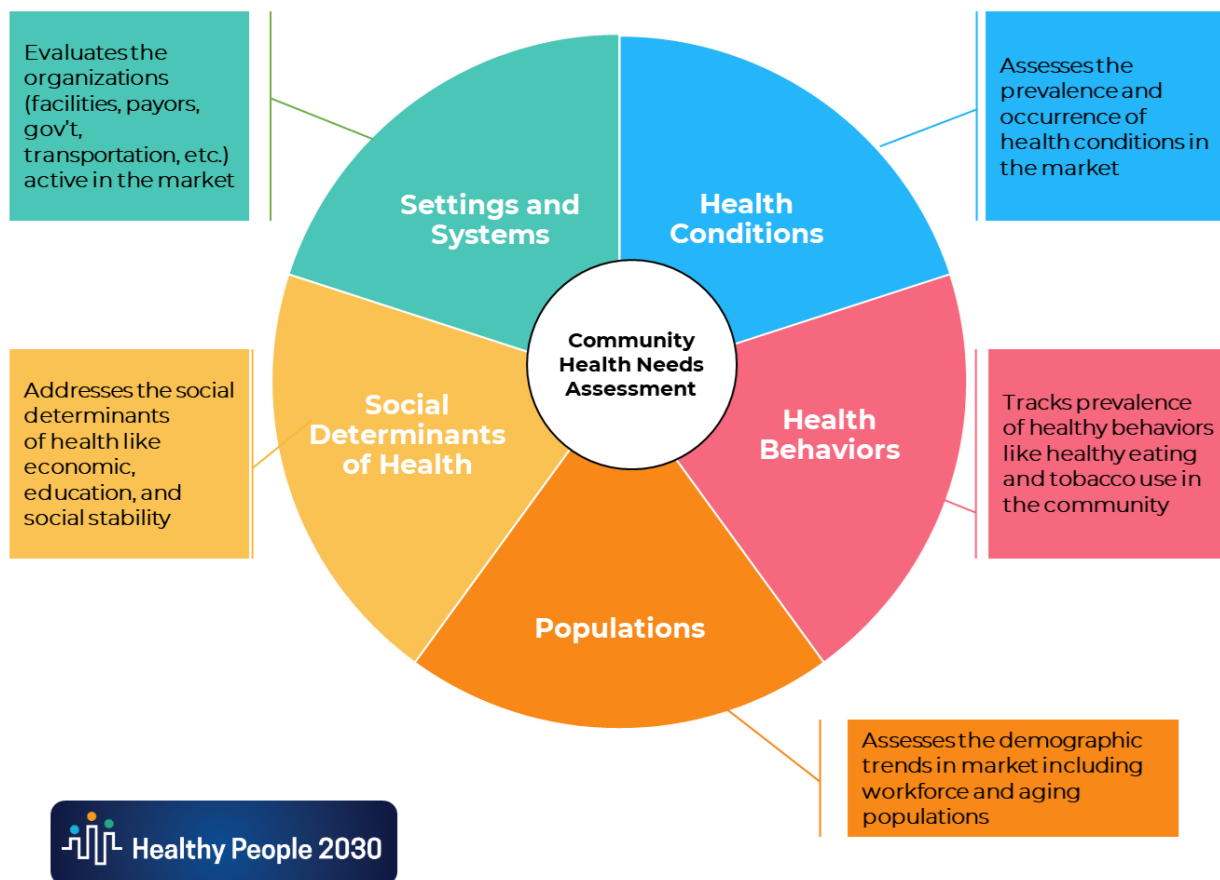 Evaluates the
organizations
(facilities, payors,
gov't,
transportation, etc.)
active in the market
Assesses the
prevalence and
occurrence of
health conditions in
the market
Settings and
Systems
Health
Conditions
Community
Health Needs
Assessment
Addresses the social
determinants
of health like
economic,
education, and
social stability
Social
Determinants
of Health
Health
Behaviors
Tracks prevalence
of healthy behaviors
like healthy eating
and tobacco use in
the community
Populations
Assesses the demographic
trends in market including
workforce and aging
populations
Healthy People 2030